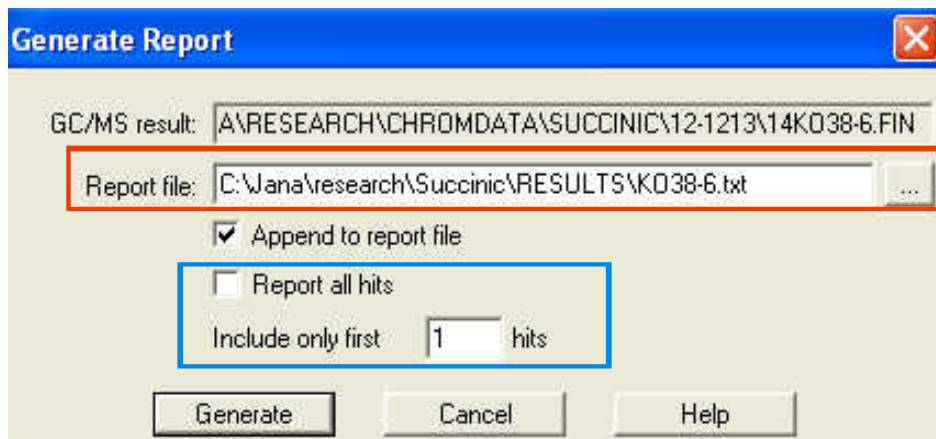 Generate Report
GC/MS result: A\RESEARCH\CHROMDATA\SUCCINIC\12-1213\14KO38-6.FIN
Report file: C:\Jana\research\Succinic\RESULTS\KO38-6.txt ...
Append to report file
Report all hits
Include only first 1 hits
Generate Cancel Help